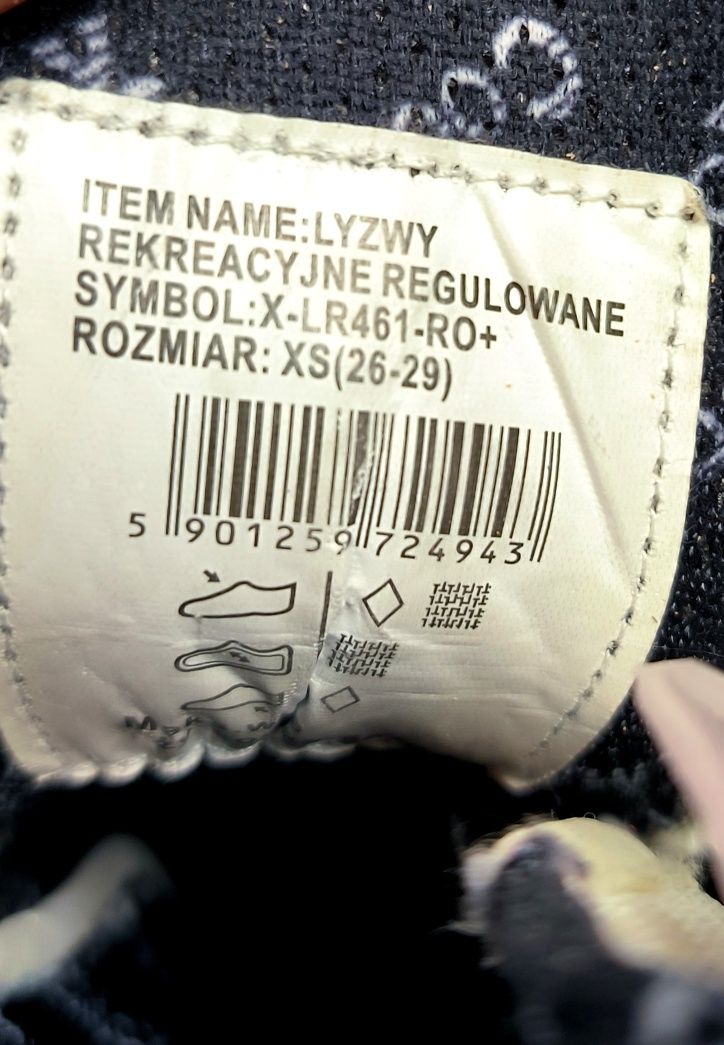 ITEM NAME:LYZWY
REKREACYJNE REGULOWANE
SYMBOL:X-LR461-RO+
ROZMIAR: XS(26-29)
5 901259 724943